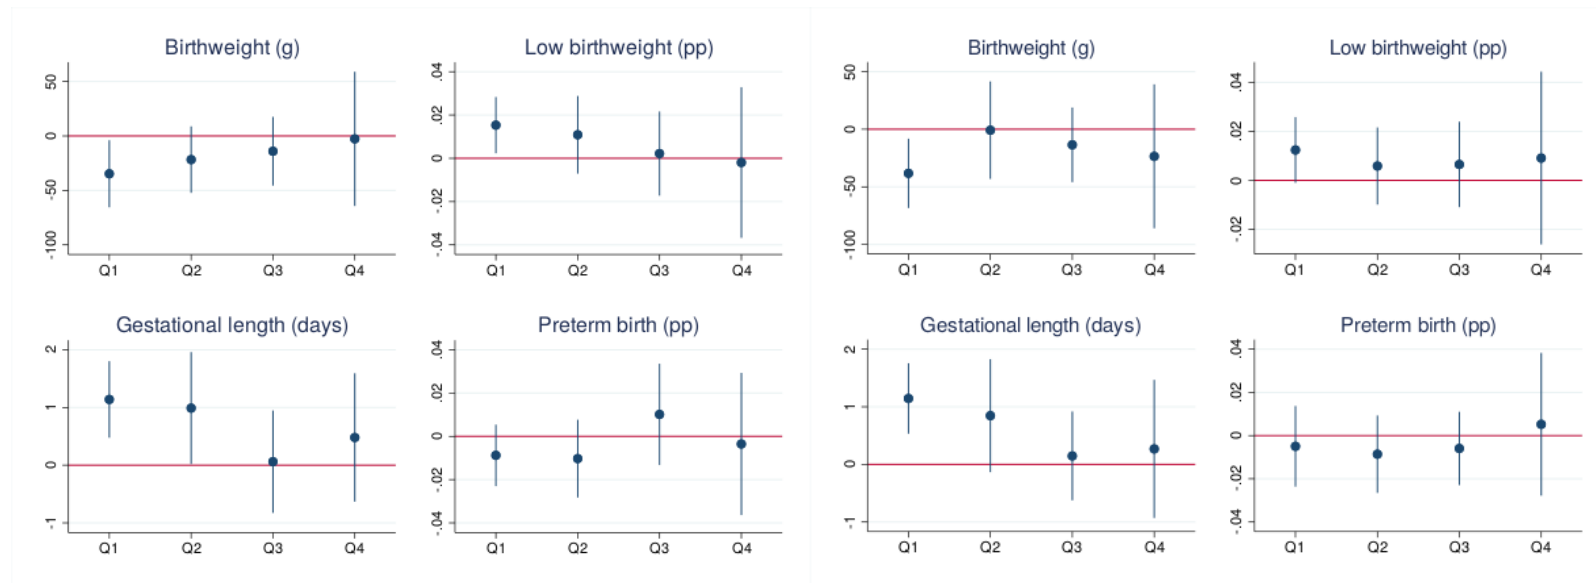 Birthweight (g)
50
0
-50
-100
Q1 Q2 Q3 Q4
Low birthweight (pp)
.04
.02
0
-.02
-.04
Q1 Q2 Q3 Q4
Birthweight (g)
50
0
-50
-100
Q1 Q2 Q3 Q4
Low birthweight (pp)
.04
.02
0
-.02
Q1 Q2 Q3 Q4
Gestational length (days)
2
1
0
-1
Q1 Q2 Q3 Q4
Preterm birth (pp)
.04
.02
0
-.02
-.04
Q1 Q2 Q3 Q4
Gestational length (days)
2
1
0
-1
Q1 Q2 Q3 Q4
Preterm birth (pp)
.04
.02
0
-.02
-.04
Q1 Q2 Q3 Q4